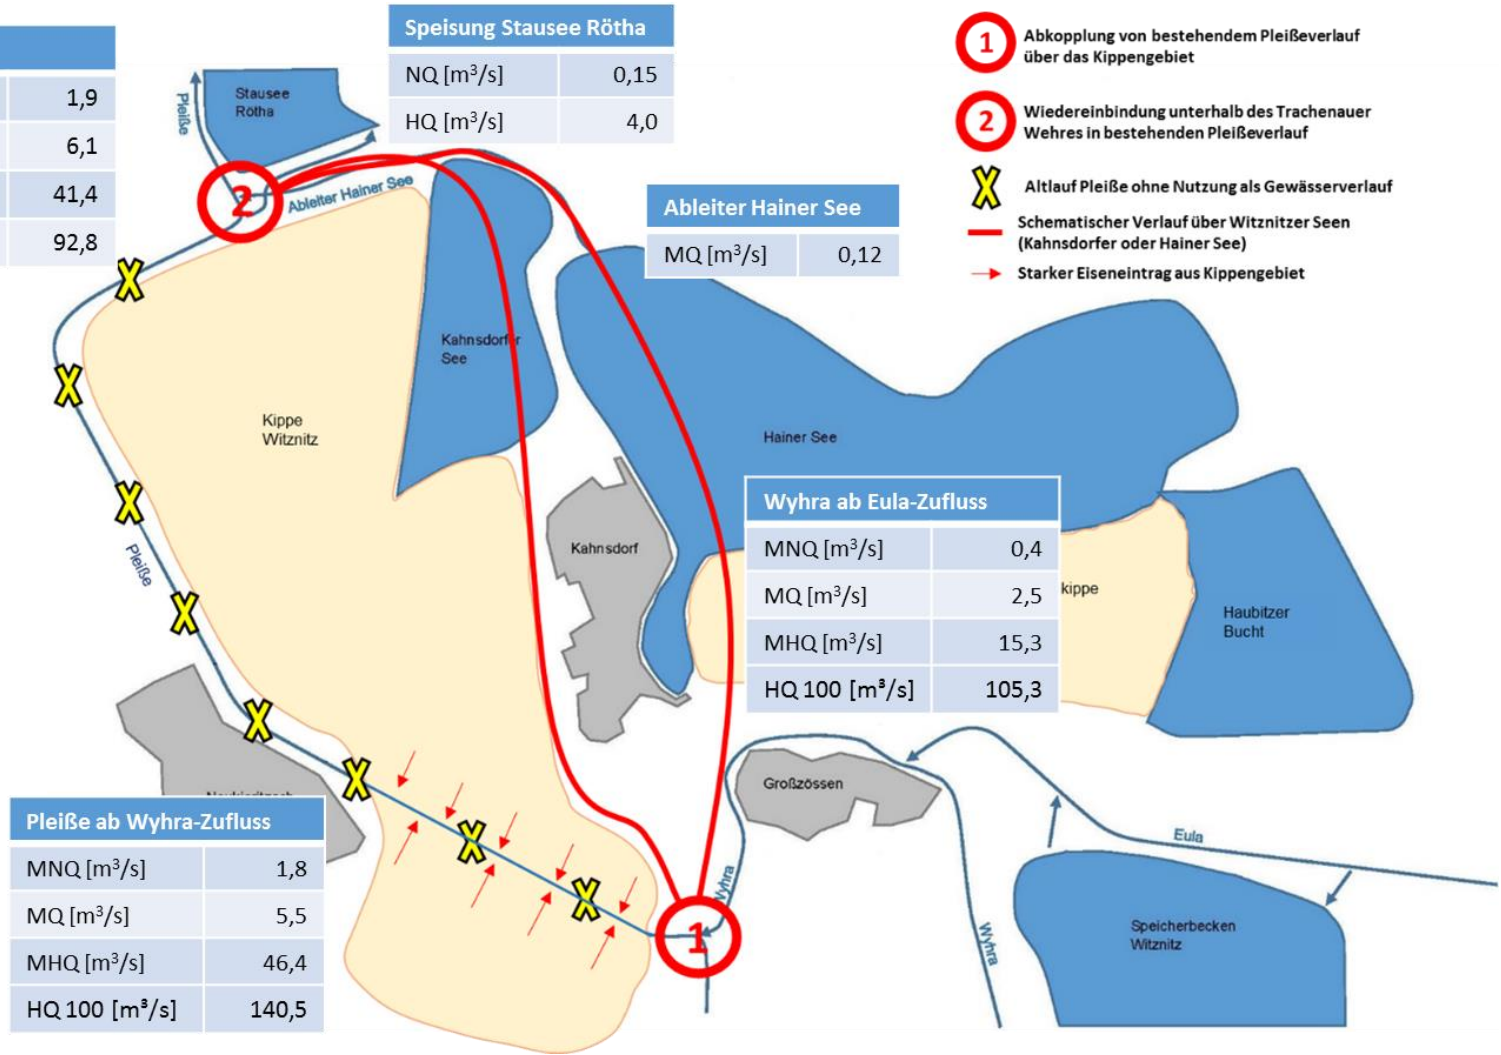 1,9
6,1
41,4
92,8
Speisung Stausee Rötha
NQ [m³/s] 0,15
HQ [m³/s] 4,0
1 Abkopplung von bestehendem Pleißeverlauf
über das Kippengebiet
2 Wiedereinbindung unterhalb des Trachenauer
Wehres in bestehenden Pleißeverlauf
Altlauf Pleiße ohne Nutzung als Gewässerverlauf
Schematischer Verlauf über Witznitzer Seen
(Kahnsdorfer oder Hainer See)
Starker Eiseneintrag aus Kippengebiet
Pleiße
Stausee
Rötha
2
Ableiter Hainer See
Ableiter Hainer See
MQ [m³/s] 0,12
Kahnsdorfer
See
Kippe
Witznitz
Hainer See
Wyhra ab Eula-Zufluss
MNQ [m³/s] 0,4
MQ [m³/s] 2,5
MHQ [m³/s] 15,3
HQ 100 [m³/s] 105,3
Kahnsdorf
kippe
Haubitzer
Bucht
Pleiße
Großzössen
Eula
Pleiße ab Wyhra-Zufluss
MNQ [m³/s] 1,8
MQ [m³/s] 5,5
MHQ [m³/s] 46,4
HQ 100 [m³/s] 140,5
Wyhra
1
Wyhra
Speicherbecken
Witznitz